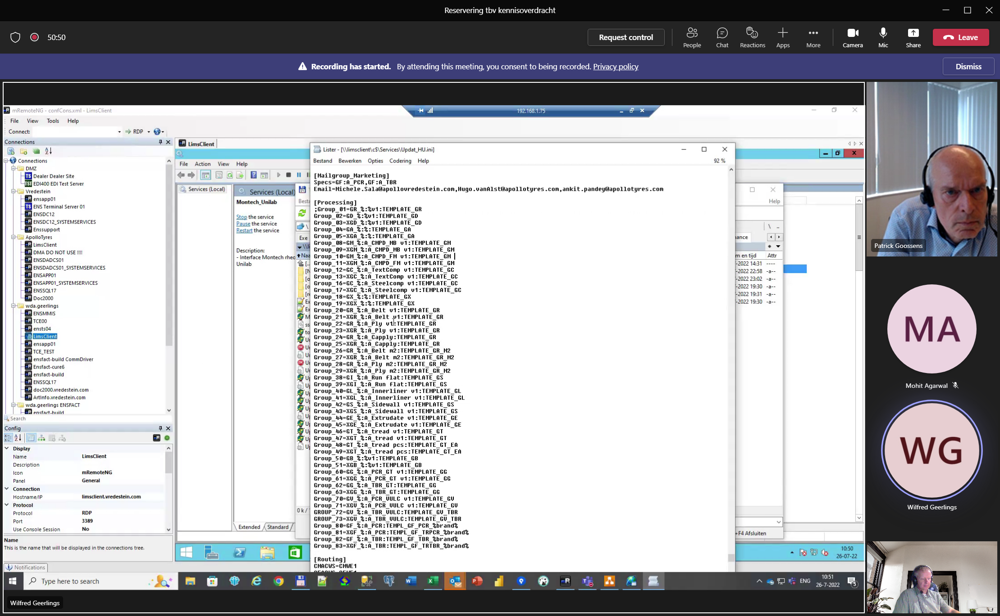 Reservering tbv kennisoverdracht
50:50
Request control
People
Chat
Reactions
Apps
More
Camera
Mic
Share
Leave
Recording has started. By attending this meeting, you consent to being recorded. Privacy policy
Dismiss
mRemoteNG - confCons.xml - LimsClient
192.168.1.75
File View Tools Help
Connect:
RDP
Connections
Connections
DMZ
Dealer Dealer Site
EDI400 EDI Test Server
Vredestein
ensapp01
ENS Terminal Server 01
ENSDC12
ENSDC12_SYSTEMSERVICES
Enssupport
ApolloTyres
LimsClient
DMA DO NOT USE !!!!
ENSDADCS01
ENSDADCS01_SYSTEMSERVICES
ENSAPP01
ENSAPP01_SYSTEMSERVICES
ENSSQL17
Doc2000
wda.geerlings
ENSMMIS
TCE00
ensts04
LimsClient
ensapp01
TCE_TEST
ensfact-build CommDriver
Ensfact-cure6
ensfact-build
ENSSQL17
doc2000.vredestein.com
ArtInfo.vredestein.com
wda.geerlings ENSFACT
ensfact-build
Search
Config
Display
Name LimsClient
Description
Icon mRemoteNG
Panel General
Connection
Hostname/IP limsclient.vredestein.com
Protocol
Protocol RDP
Port 3389
Use Console Session No
Name
This is the name that will be displayed in the connections tree.
Notifications
LimsClient
File Action View Help
Services (Local)
Services (Local)
Montech_Unilab
Stop the service
Pause the service
Restart the service
Description:
- Interface Montech rheo
Unilab
Extended Standard
Besta
Exe
0 k /
Lister - [\\limsclient\c$\Services\Updat_HU.ini]
Bestand Bewerken Opties Codering Help
92 %
[Mailgroup_Marketing]
Specs=GF:A_PCR,GF:A_TBR
Email=Michele.Sala@apollovredestein.com,Hugo.vanAlst@apollotyres.com,ankit.pandey@apollotyres.com
[Processing]
;Group_01=GR_%:%v1:TEMPLATE_GR
Group_02=GD_%:%v1:TEMPLATE_GD
Group_03=XGD_%:%v1:TEMPLATE_GD
Group_04=GA_%:%:TEMPLATE_GA
Group_05=XGA_%:%:TEMPLATE_GA
Group_08=GM_%:A_CMPD_MB v1:TEMPLATE_GM
Group_09=XGM_%:A_CMPD_MB v1:TEMPLATE_GM
Group_10=GM_%:A_CMPD_FM v1:TEMPLATE_GM
Group_11=XGM_%:A_CMPD_FM v1:TEMPLATE_GM
Group_12=GC_%:A_TextComp v1:TEMPLATE_GC
Group_13=XGC_%:A_TextComp v1:TEMPLATE_GC
Group_16=GC_%:A_Steelcomp v1:TEMPLATE_GC
Group_17=XGC_%:A_Steelcomp v1:TEMPLATE_GC
Group_18=GX_%:%:TEMPLATE_GX
Group_19=XGX_%:%:TEMPLATE_GX
Group_20=GR_%:A_Belt v1:TEMPLATE_GR
Group_21=XGR_%:A_Belt v1:TEMPLATE_GR
Group_22=GR_%:A_Ply v1:TEMPLATE_GR
Group_23=XGR_%:A_Ply v1:TEMPLATE_GR
Group_24=GR_%:A_Capply:TEMPLATE_GR
Group_25=XGR_%:A_Capply:TEMPLATE_GR
Group_26=GR_%:A_Belt m2:TEMPLATE_GR_M2
Group_27=XGR_%:A_Belt m2:TEMPLATE_GR_M2
Group_28=GR_%:A_Ply m2:TEMPLATE_GR_M2
Group_29=XGR_%:A_Ply m2:TEMPLATE_GR_M2
Group_38=GI_%:A_Run flat:TEMPLATE_GS
Group_39=XGI_%:A_Run flat:TEMPLATE_GS
Group_40=GL_%:A_Innerliner v1:TEMPLATE_GL
Group_41=XGL_%:A_Innerliner v1:TEMPLATE_GL
Group_42=GS_%:A_Sidewall v1:TEMPLATE_GS
Group_43=XGS_%:A_Sidewall v1:TEMPLATE_GS
Group_44=GE_%:A_Extrudate v1:TEMPLATE_GE
Group_45=XGE_%:A_Extrudate v1:TEMPLATE_GE
Group_46=GT_%:A_tread v1:TEMPLATE_GT
Group_47=XGT_%:A_tread v1:TEMPLATE_GT
Group_48=GT_%:A_tread pcs:TEMPLATE_GT_EA
Group_49=XGT_%:A_tread pcs:TEMPLATE_GT_EA
Group_50=GB_%:%v1:TEMPLATE_GB
Group_51=XGB_%:%v1:TEMPLATE_GB
Group_60=GG_%:A_PCR_GT v1:TEMPLATE_GG
Group_61=XGG_%:A_PCR_GT v1:TEMPLATE_GG
Group_62=GG_%:A_TBR_GT:TEMPLATE_GG
Group_63=XGG_%:A_TBR_GT:TEMPLATE_GG
Group_70=GV_%:A_PCR_VULC v1:TEMPLATE_GV
Group_71=XGV_%:A_PCR_VULC v1:TEMPLATE_GV
GROUP_72=GV_%:A_TBR_VULC:TEMPLATE_GV_TBR
GROUP_73=XGV_%:A_TBR_VULC:TEMPLATE_GV_TBR
Group_80=GF_%:A_PCR:TEMPL_GF_PCR_%brand%
Group_81=XGF_%:A_PCR:TEMPL_GF_TRPCR_%brand%
Group_82=GF_%:A_TBR:TEMPL_GF_TBR_%brand%
Group_83=XGF_%:A_TBR:TEMPL_GF_TRTBR_%brand%
[Routing]
CMACWS=CMWE1
Help
\ ..
ance
m en tijd Attr
-2022 14:31 ----
-2022 22:58 -a--
-2022 23:02 -a--
-2022 19:30 -a--
-2022 19:31 -a--
-2022 19:30 -a--
+F4 Afsluiten
10:50
26-07-22
Type here to search
ENG
10:51
26-7-2022
5
Wilfred Geerlings
Patrick Goossens
MA
Mohit Agarwal
WG
Wilfred Geerlings